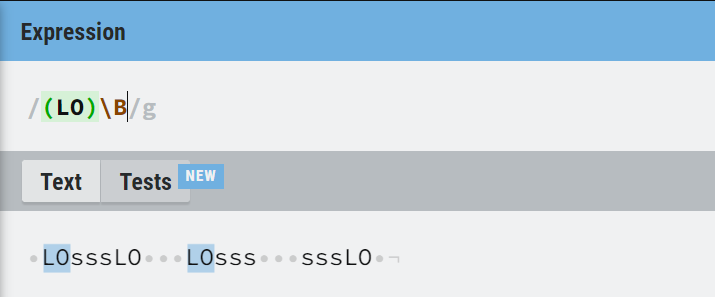 Expression
/(LO)\B/g
Text Tests NEW
·LOsssLO···LOsss···sssLO·¬